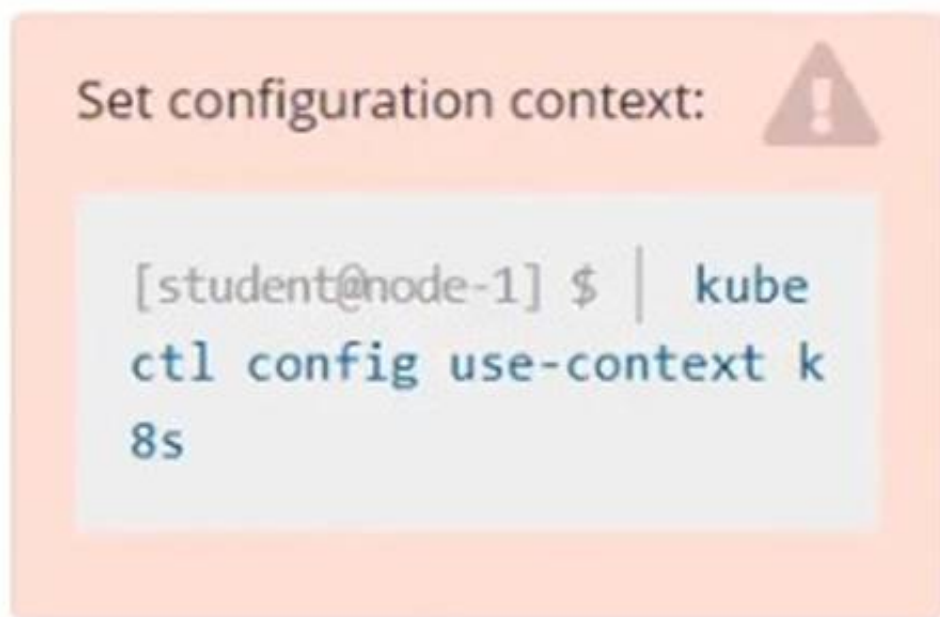 Set configuration context:
[student@node-1] $ | kube
ctl config use-context k
8s